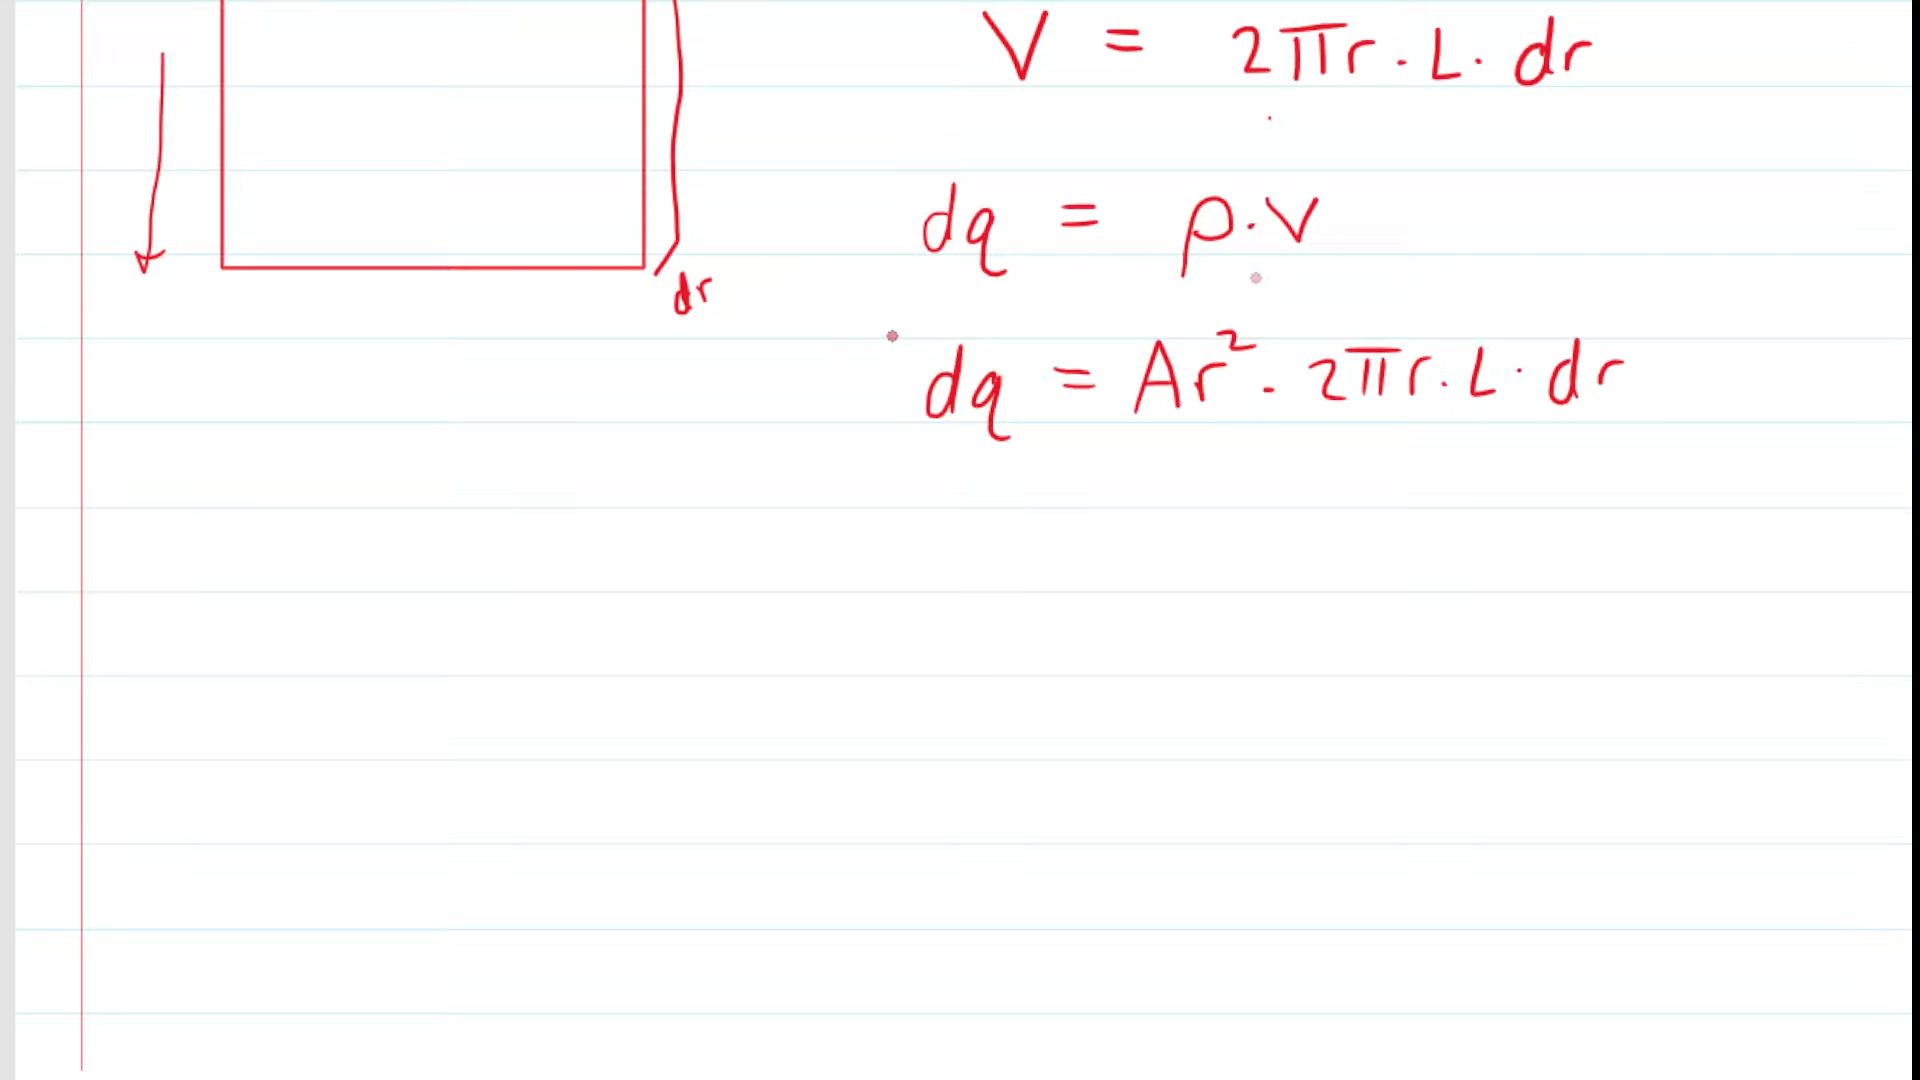 V = 2πr . L . dr
dq = ρ . v
dr
dq = Ar² . 2πr . L . dr